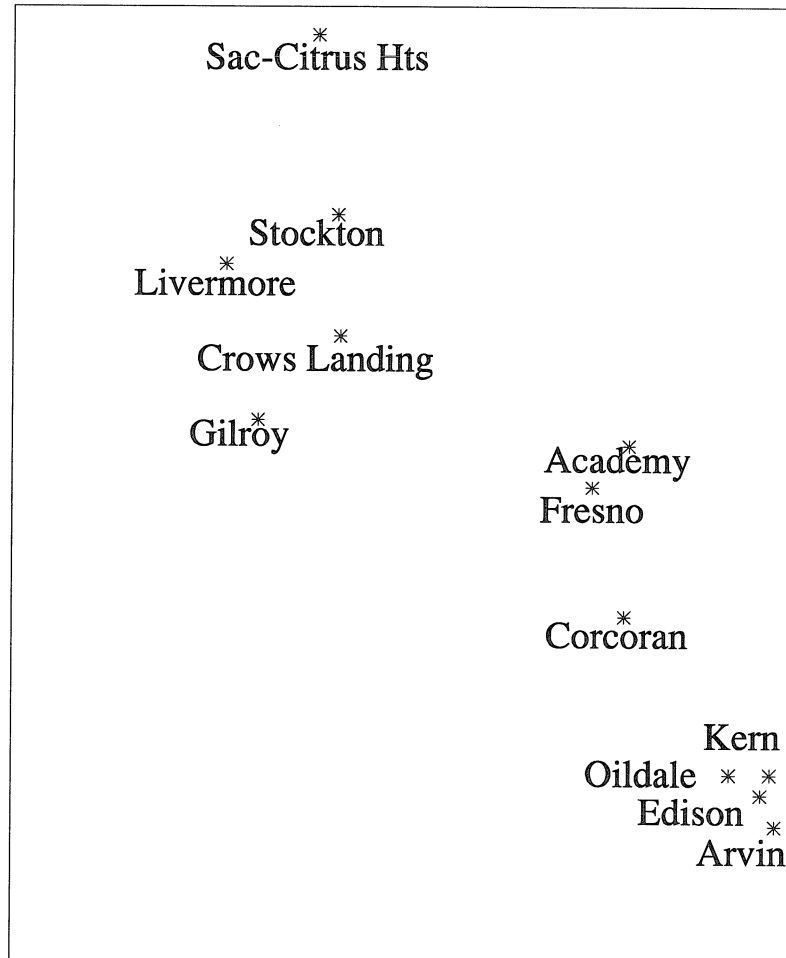 Sac-Citrus Hts
Stockton
Livermore
Crows Landing
Gilroy
Academy
Fresno
Corcoran
Kern
Oildale
Edison
Arvin